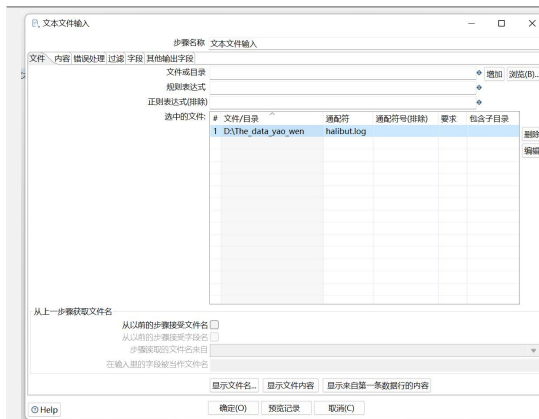 文本文件输入
步骤名称 文本文件输入
文件 内容 错误处理 过滤 字段 其他输出字段
文件或目录 增加 浏览(B)...
规则表达式
正则表达式(排除)
选中的文件: # 文件/目录 通配符 通配符号(排除) 要求 包含子目录
1 D:\The_data_yao_wen halibut.log
删除
编辑
从上一步骤获取文件名
从以前的步骤接受文件名
从以前的步骤接受字段名
步骤读取的文件名来自
在输入里的字段被当作文件名
显示文件名... 显示文件内容 显示来自第一条数据行的内容
Help 确定(O) 预览记录 取消(C)